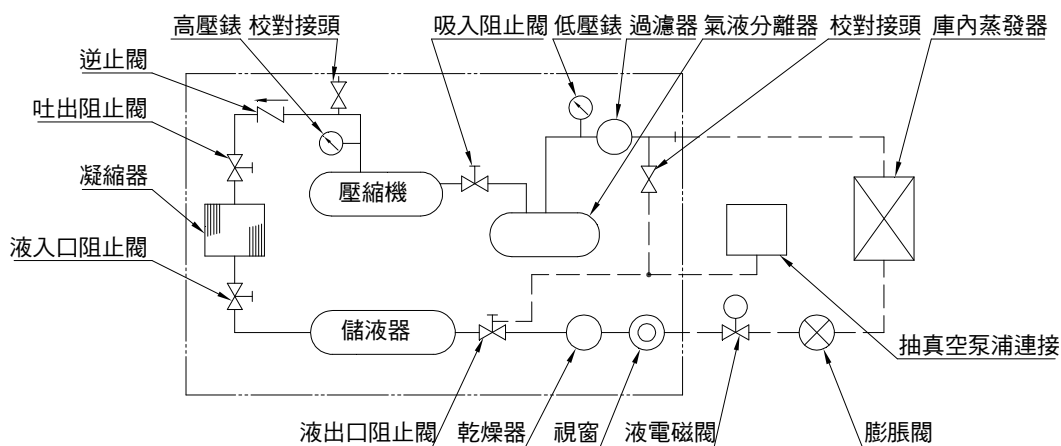 高壓錶 校對接頭 吸入阻止閥 低壓錶 過濾器 氣液分離器 校對接頭 庫內蒸發器
逆止閥
吐出阻止閥
凝縮器
壓縮機
液入口阻止閥
儲液器
抽真空泵浦連接
液出口阻止閥 乾燥器 視窗 液電磁閥 膨脹閥